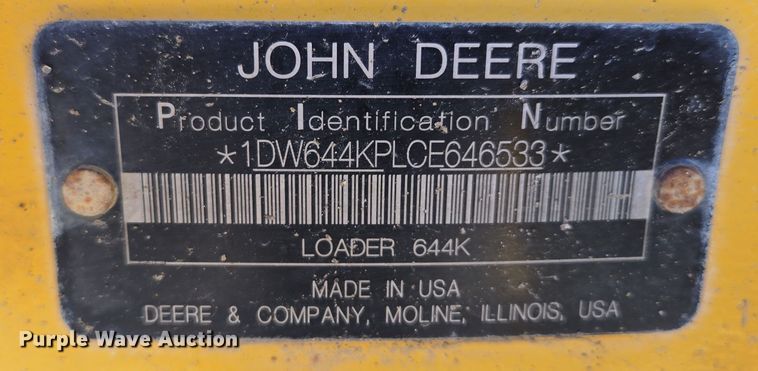 JOHN DEERE
Product Identification Number
*1DW644KPLCE646533*
LOADER 644K
MADE IN USA
DEERE & COMPANY, MOLINE, ILLINOIS, USA
Purple Wave Auction